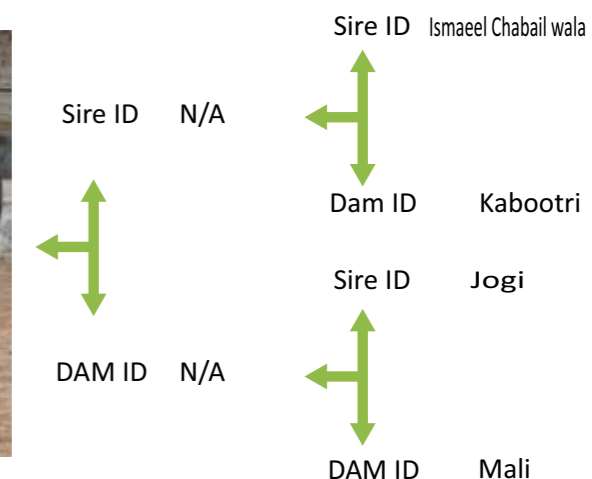 Sire ID Ismaeel Chabail wala
Sire ID N/A
Dam ID Kabootri
Sire ID Jogi
DAM ID N/A
DAM ID Mali